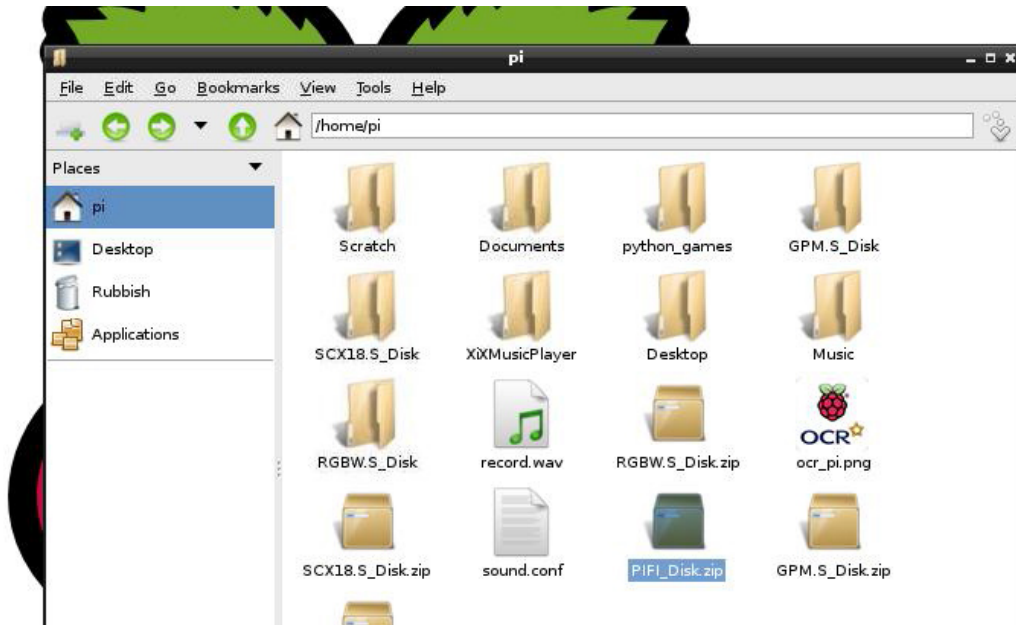 pi
File Edit Go Bookmarks View Tools Help
/home/pi
Places
pi
Desktop
Rubbish
Applications
Scratch Documents python_games GPM.S_Disk
SCX18.S_Disk XiXMusicPlayer Desktop Music
OCR
RGBW.S_Disk record.wav RGBW.S_Disk.zip ocr_pi.png
SCX18.S_Disk.zip sound.conf PIFI_Disk.zip GPM.S_Disk.zip